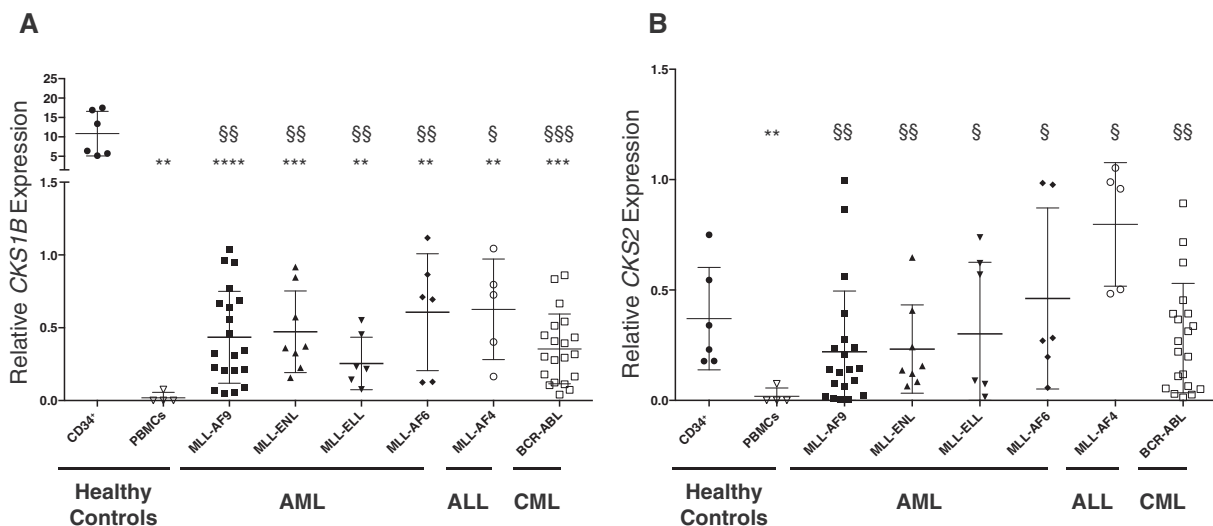 A
Relative CKS1B Expression
25
20
15
10
5
1.5
1.0
0.5
0.0
§§ §§ §§ §§ § §§§
** **** *** ** ** ** ***
CD34+ PBMCs MLL-AF9 MLL-ENL MLL-ELL MLL-AF6 MLL-AF4 BCR-ABL
Healthy
Controls
AML
ALL
CML
B
Relative CKS2 Expression
1.5
1.0
0.5
0.0
** §§ §§ § § § §§
CD34+ PBMCs MLL-AF9 MLL-ENL MLL-ELL MLL-AF6 MLL-AF4 BCR-ABL
Healthy
Controls
AML
ALL
CML